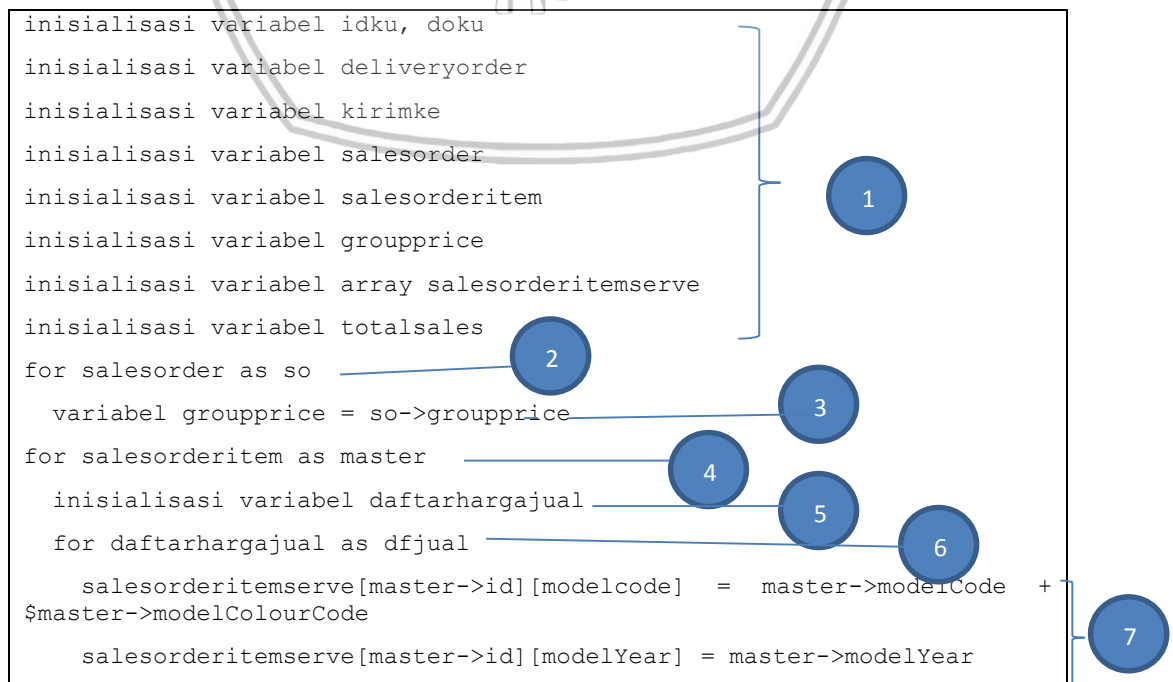 inisialisasi variabel idku, doku
inisialisasi variabel deliveryorder
inisialisasi variabel kirimke
inisialisasi variabel salesorder
inisialisasi variabel salesorderitem
1
inisialisasi variabel groupprice
inisialisasi variabel array salesorderitemserve
inisialisasi variabel totalsales
2
for salesorder as so
variabel groupprice = so->groupprice
3
for salesorderitem as master
4
inisialisasi variabel daftarhargajual
5
for daftarhargajual as dfjual
6
salesorderitemserve[master->id][modelcode] = master->modelCode +
$master->modelColourCode
7
salesorderitemserve[master->id][modelYear] = master->modelYear